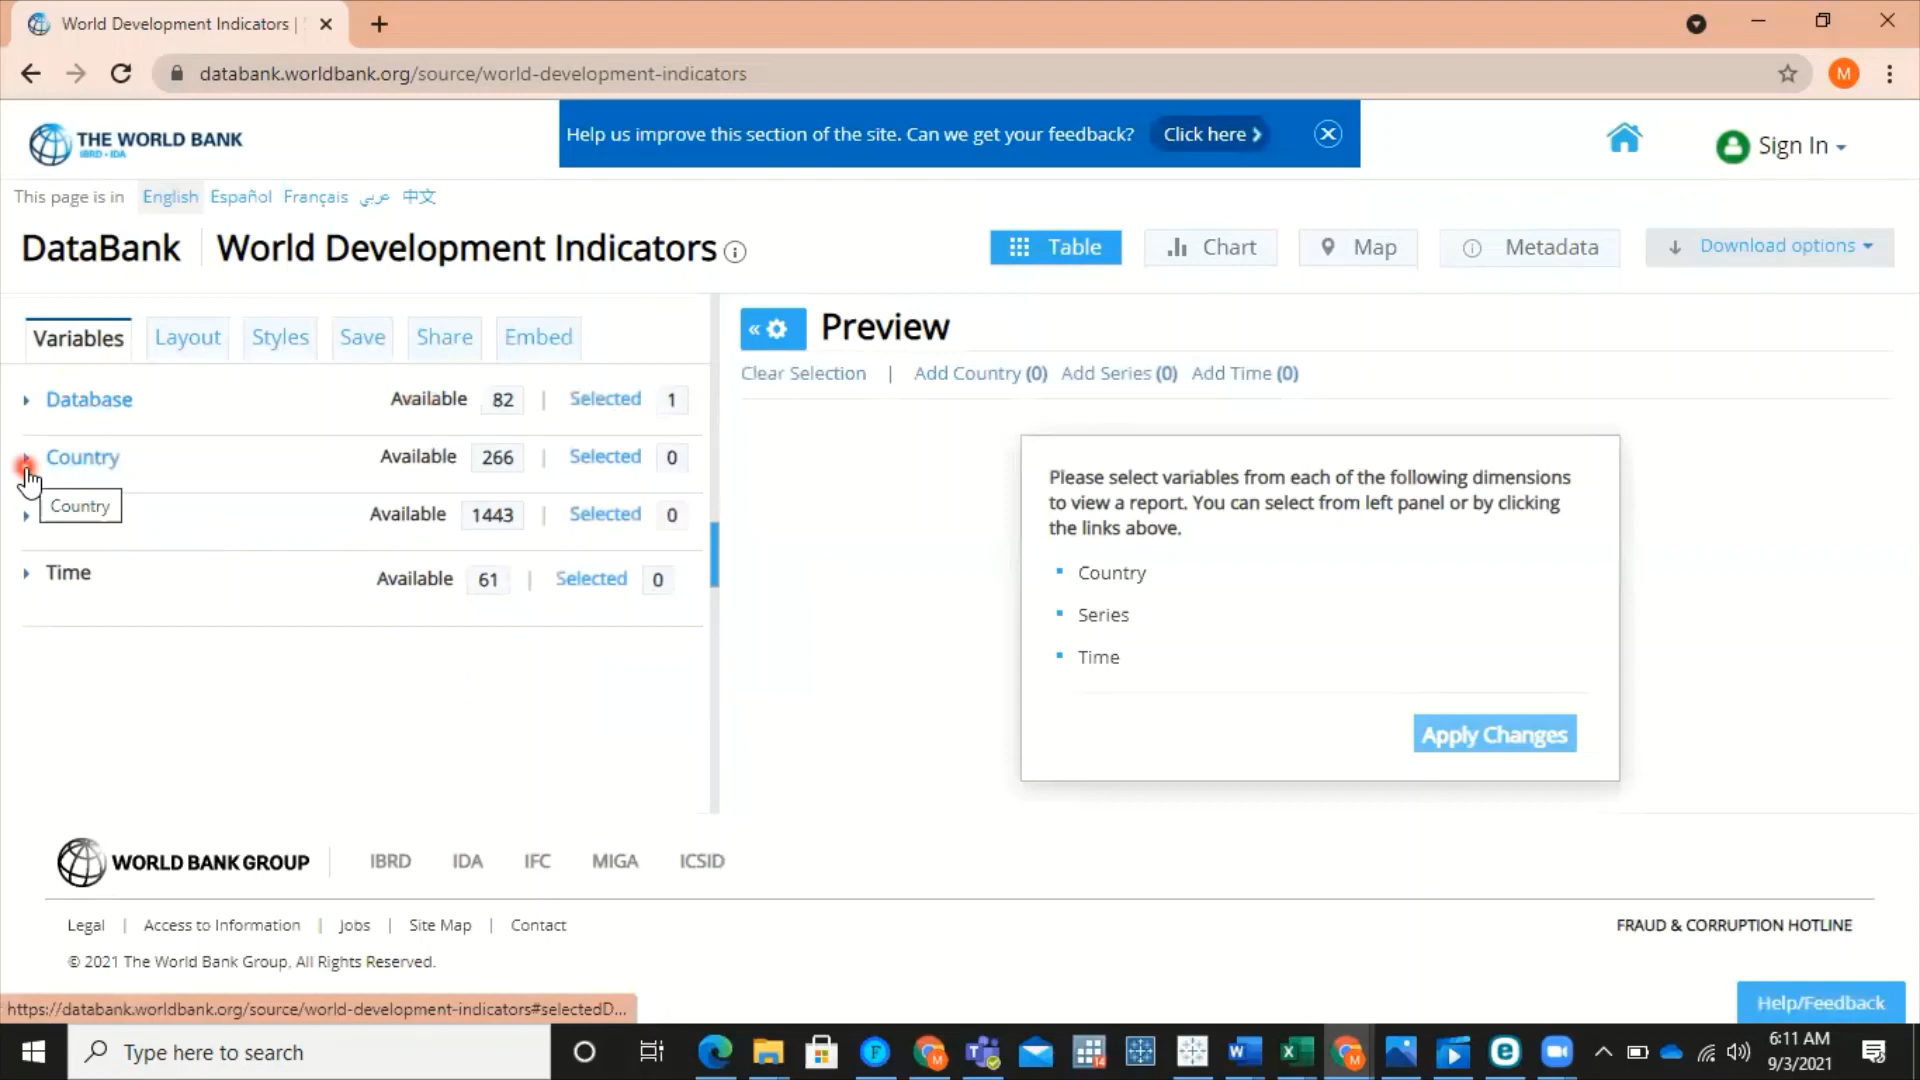 World Development Indicators |
databank.worldbank.org/source/world-development-indicators
THE WORLD BANK
IBRD • IDA
Help us improve this section of the site. Can we get your feedback? Click here
Sign In
This page is in English Español Français عربي 中文
DataBank World Development Indicators
Table Chart Map Metadata Download options
Variables Layout Styles Save Share Embed
« Preview
Clear Selection | Add Country (0) Add Series (0) Add Time (0)
Database Available 82 | Selected 1
Country Available 266 | Selected 0
Country
Available 1443 | Selected 0
Time Available 61 | Selected 0
Please select variables from each of the following dimensions
to view a report. You can select from left panel or by clicking
the links above.
Country
Series
Time
Apply Changes
WORLD BANK GROUP IBRD IDA IFC MIGA ICSID
Legal | Access to Information | Jobs | Site Map | Contact
FRAUD & CORRUPTION HOTLINE
© 2021 The World Bank Group, All Rights Reserved.
https://databank.worldbank.org/source/world-development-indicators#selectedD...
Help/Feedback
Type here to search
6:11 AM
9/3/2021